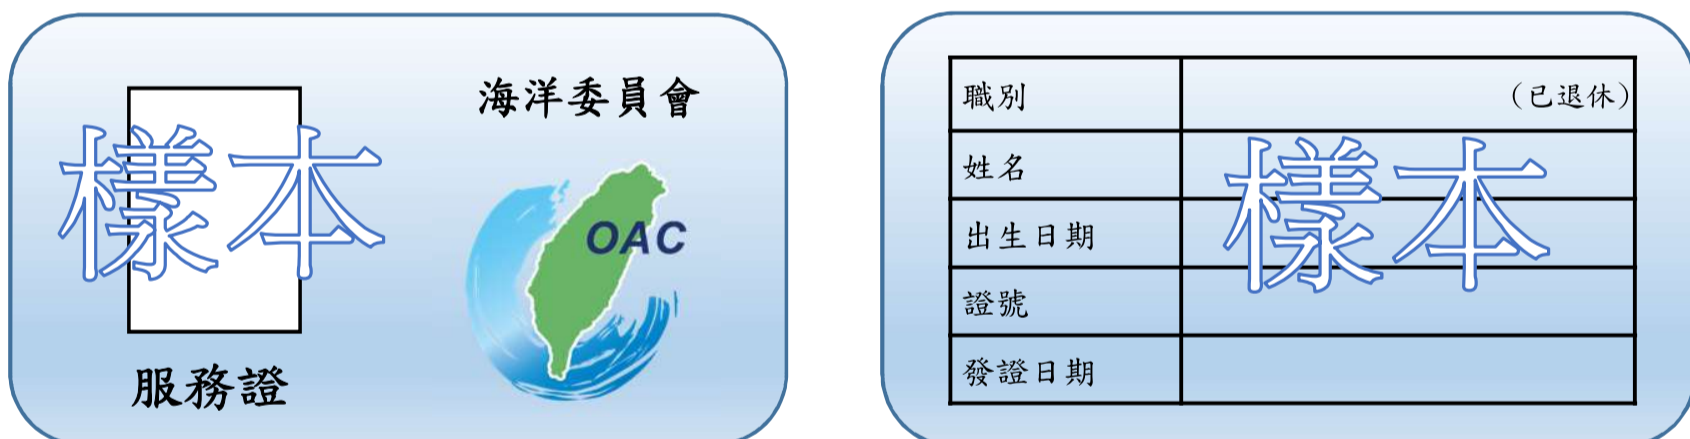 海洋委員會
樣本
OAC
服務證
職別 (已退休)
姓名
樣本
出生日期
證號
發證日期